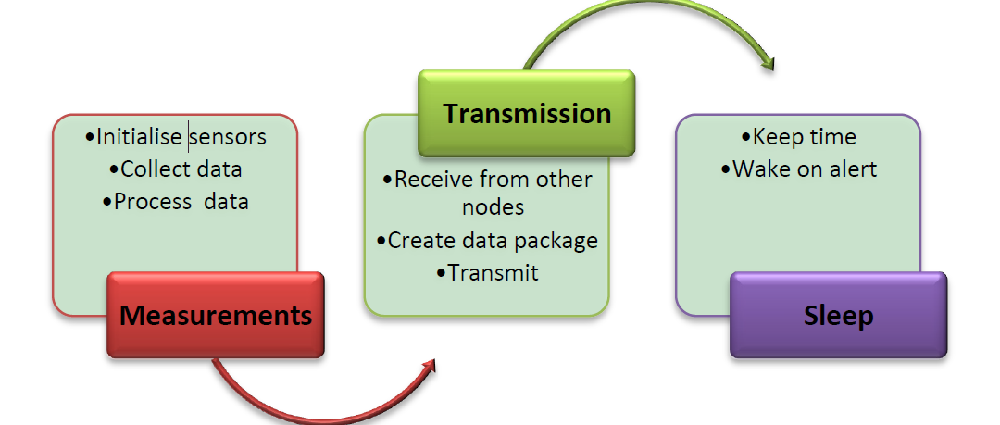 •Initialise sensors
•Collect data
•Process  data
Measurements
Transmission
•Receive from other
nodes
•Create data package
•Transmit
•Keep time
•Wake on alert
Sleep